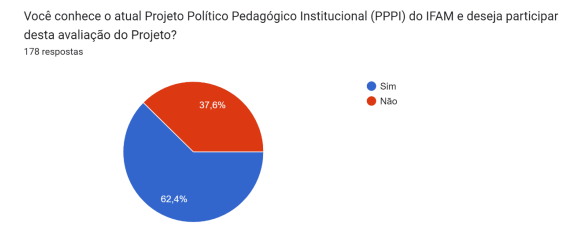 Você conhece o atual Projeto Político Pedagógico Institucional (PPPI) do IFAM e deseja participar
desta avaliação do Projeto?
178 respostas
Sim
Não
37,6%
62,4%